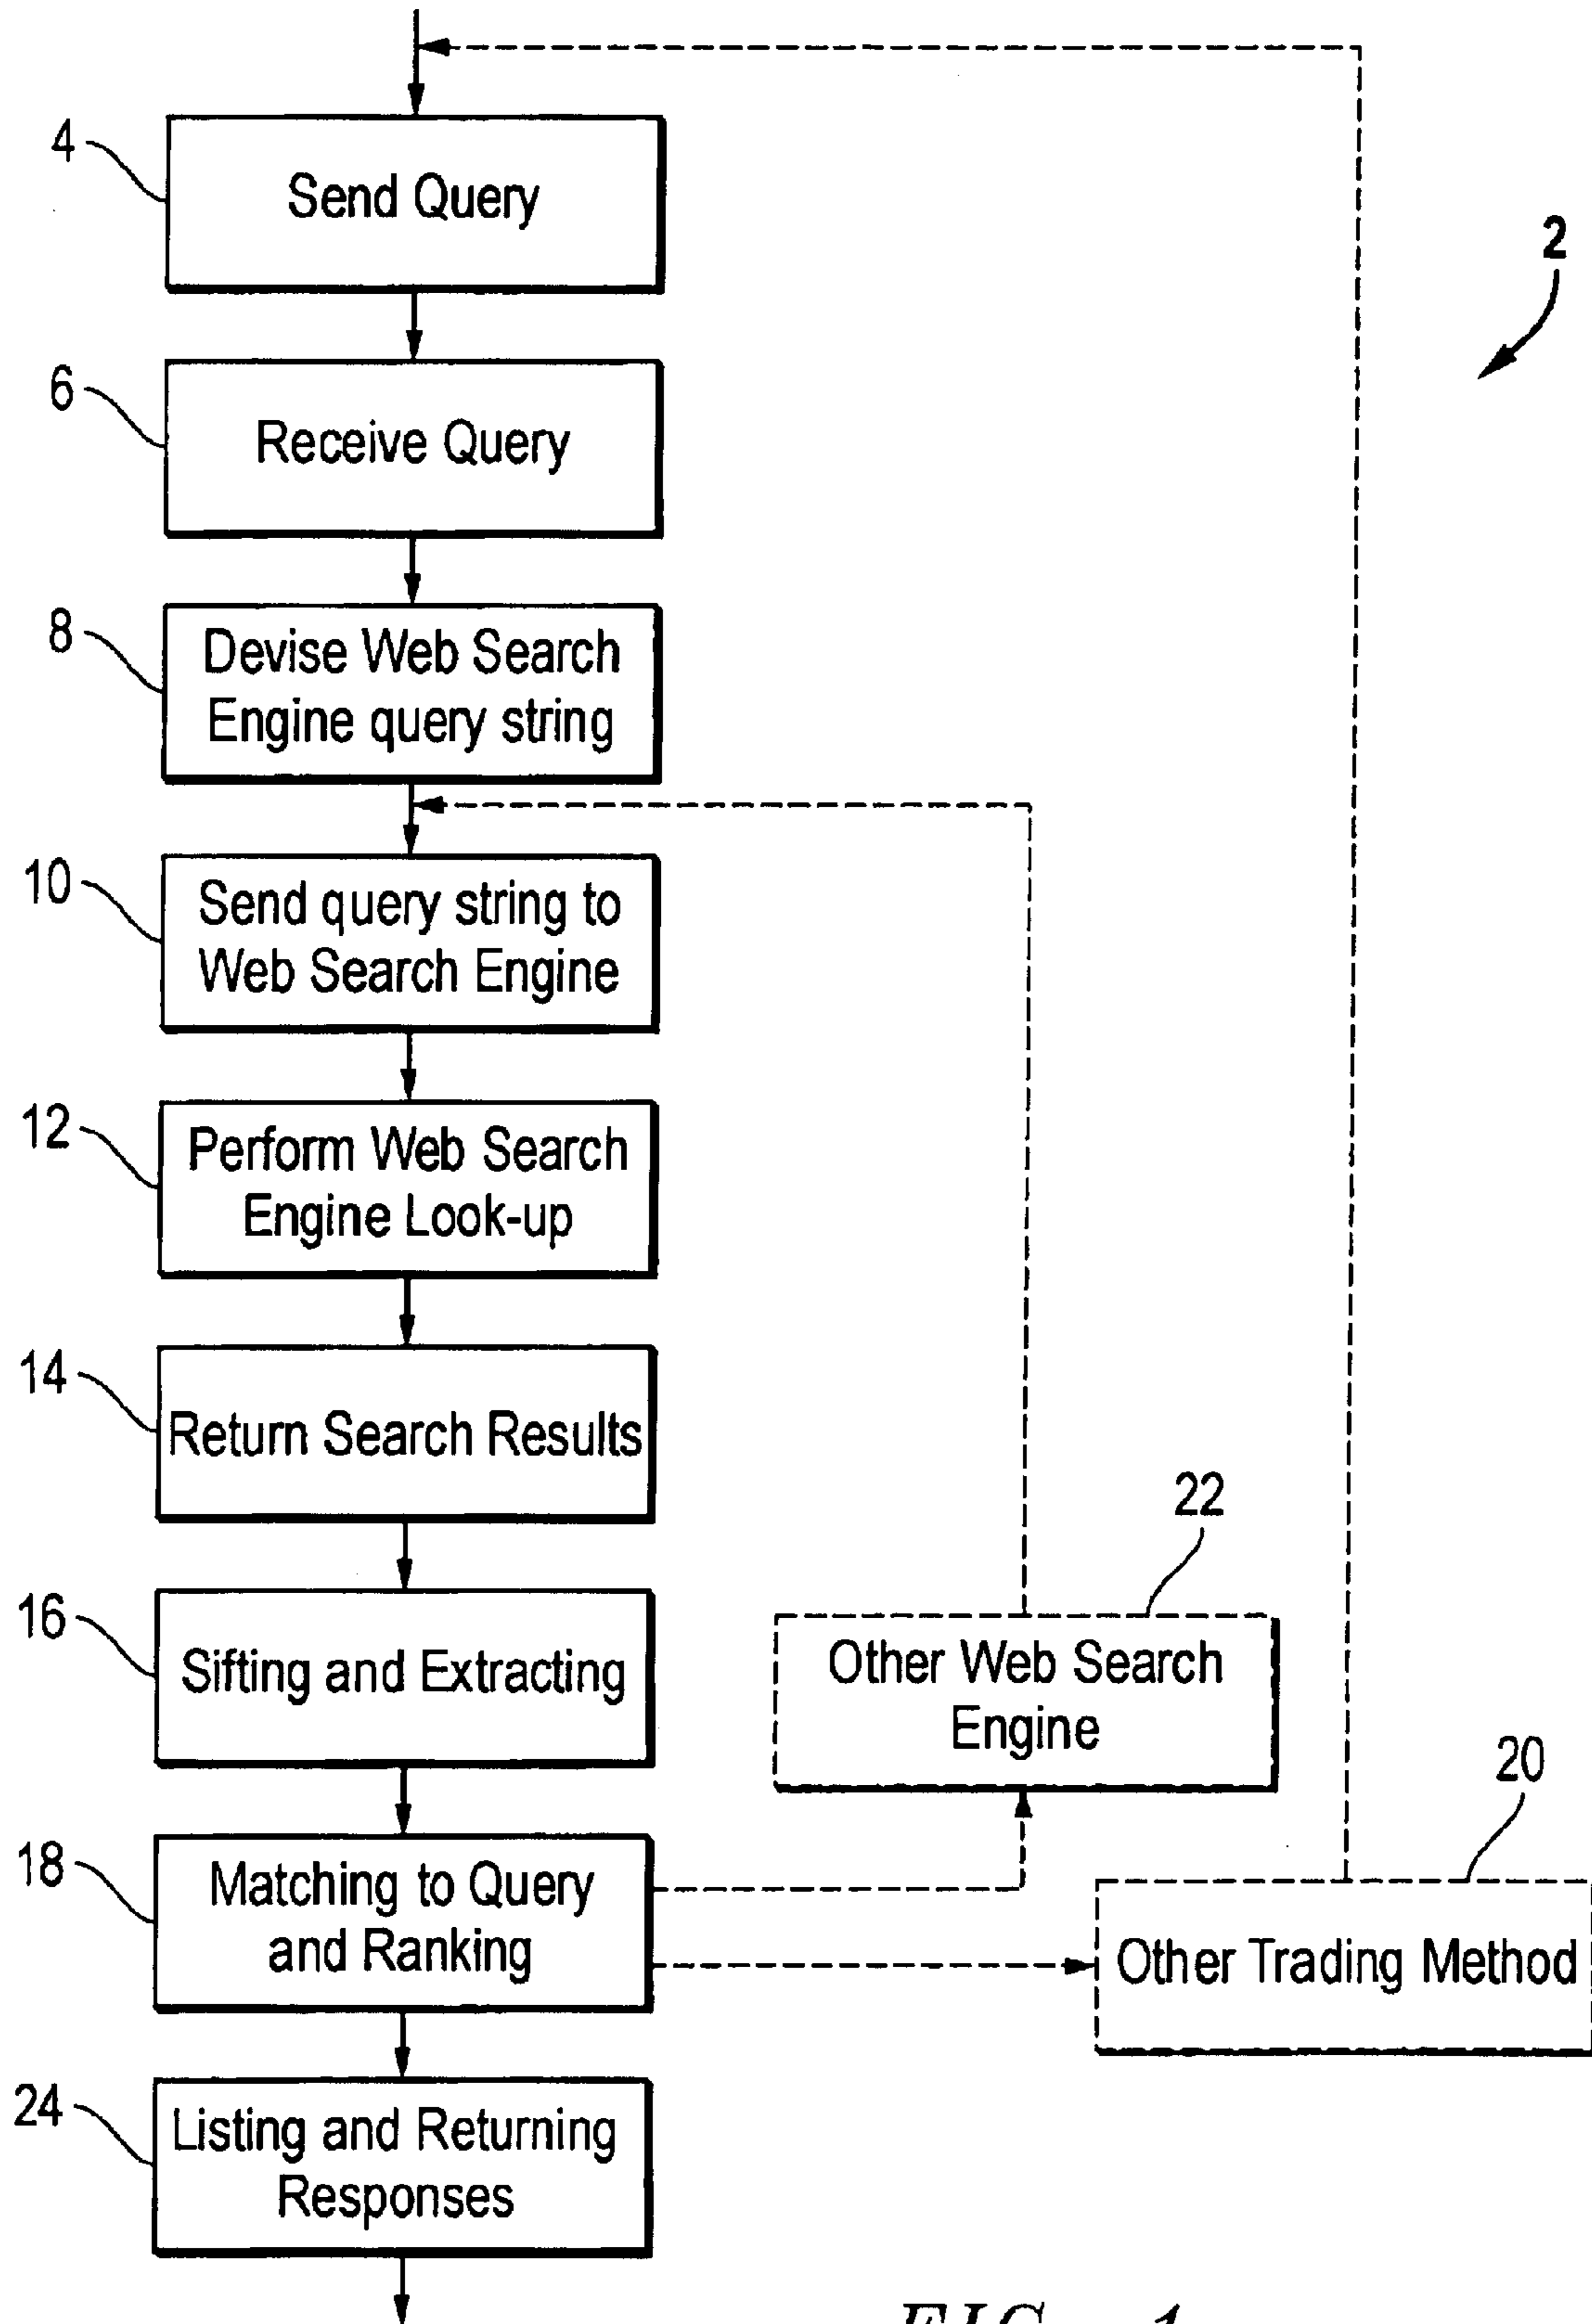 4
Send Query
2
6
Receive Query
8
Devise Web Search
Engine query string
10
Send query string to
Web Search Engine
12
Perform Web Search
Engine Look-up
14
Return Search Results
22
16
Sifting and Extracting
Other Web Search
Engine
20
18
Matching to Query
and Ranking
Other Trading Method
24
Listing and Returning
Responses
FIG. 1